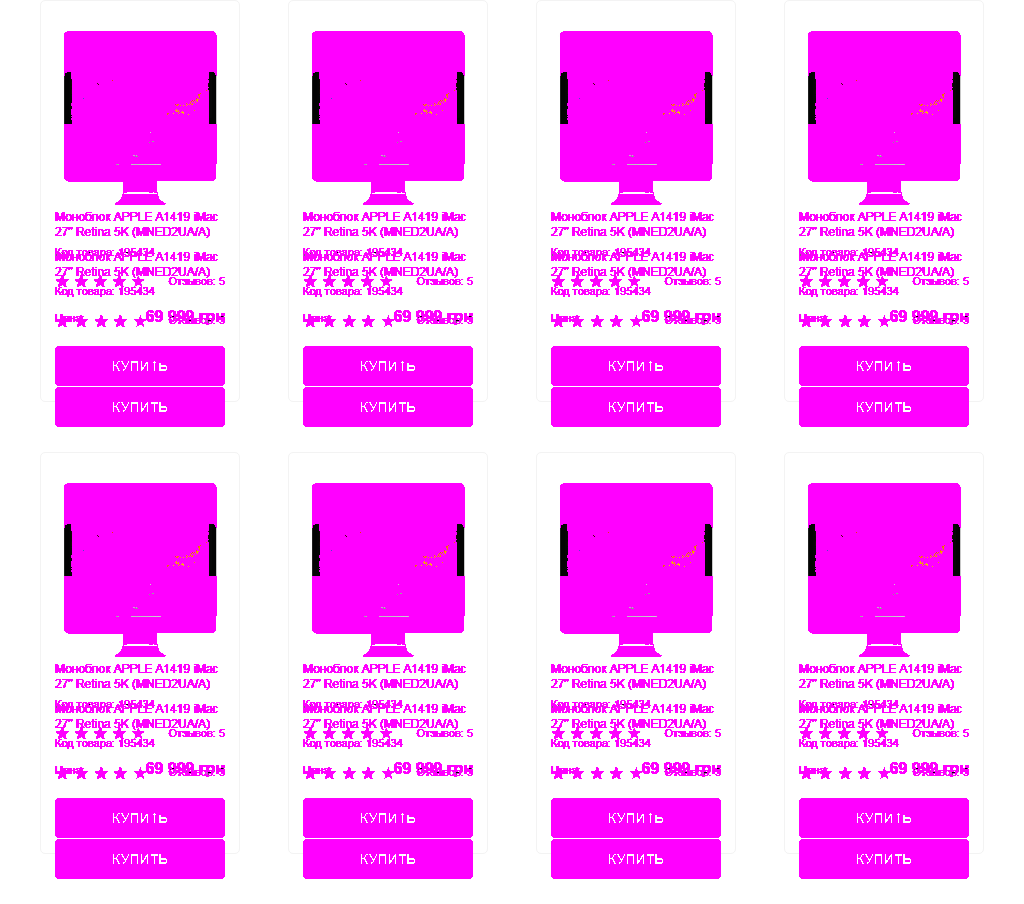 Моноблок APPLE A1419 iMac
27" Retina 5K (MNED2UA/A)
Код товара: 195434
Моноблок APPLE A1419 iMac
27" Retina 5K (MNED2UA/A)
Отзывов: 5
Код товара: 195434
Цена: 69 999 грн
Отзывов: 5
КУПИТЬ
КУПИТЬ
Моноблок APPLE A1419 iMac
27" Retina 5K (MNED2UA/A)
Код товара: 195434
Моноблок APPLE A1419 iMac
27" Retina 5K (MNED2UA/A)
Отзывов: 5
Код товара: 195434
Цена: 69 999 грн
Отзывов: 5
КУПИТЬ
КУПИТЬ
Моноблок APPLE A1419 iMac
27" Retina 5K (MNED2UA/A)
Код товара: 195434
Моноблок APPLE A1419 iMac
27" Retina 5K (MNED2UA/A)
Отзывов: 5
Код товара: 195434
Цена: 69 999 грн
Отзывов: 5
КУПИТЬ
КУПИТЬ
Моноблок APPLE A1419 iMac
27" Retina 5K (MNED2UA/A)
Код товара: 195434
Моноблок APPLE A1419 iMac
27" Retina 5K (MNED2UA/A)
Отзывов: 5
Код товара: 195434
Цена: 69 999 грн
Отзывов: 5
КУПИТЬ
КУПИТЬ
Моноблок APPLE A1419 iMac
27" Retina 5K (MNED2UA/A)
Код товара: 195434
Моноблок APPLE A1419 iMac
27" Retina 5K (MNED2UA/A)
Отзывов: 5
Код товара: 195434
Цена: 69 999 грн
Отзывов: 5
КУПИТЬ
КУПИТЬ
Моноблок APPLE A1419 iMac
27" Retina 5K (MNED2UA/A)
Код товара: 195434
Моноблок APPLE A1419 iMac
27" Retina 5K (MNED2UA/A)
Отзывов: 5
Код товара: 195434
Цена: 69 999 грн
Отзывов: 5
КУПИТЬ
КУПИТЬ
Моноблок APPLE A1419 iMac
27" Retina 5K (MNED2UA/A)
Код товара: 195434
Моноблок APPLE A1419 iMac
27" Retina 5K (MNED2UA/A)
Отзывов: 5
Код товара: 195434
Цена: 69 999 грн
Отзывов: 5
КУПИТЬ
КУПИТЬ
Моноблок APPLE A1419 iMac
27" Retina 5K (MNED2UA/A)
Код товара: 195434
Моноблок APPLE A1419 iMac
27" Retina 5K (MNED2UA/A)
Отзывов: 5
Код товара: 195434
Цена: 69 999 грн
Отзывов: 5
КУПИТЬ
КУПИТЬ